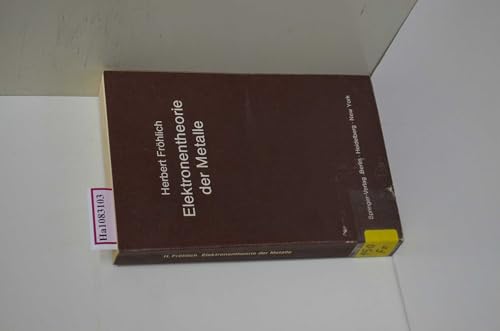 Herbert Fröhlich
Elektronentheorie
der Metalle
Springer-Verlag Berlin · Heidelberg · New York
H. Fröhlich Elektronentheorie der Metalle
Ha1083103